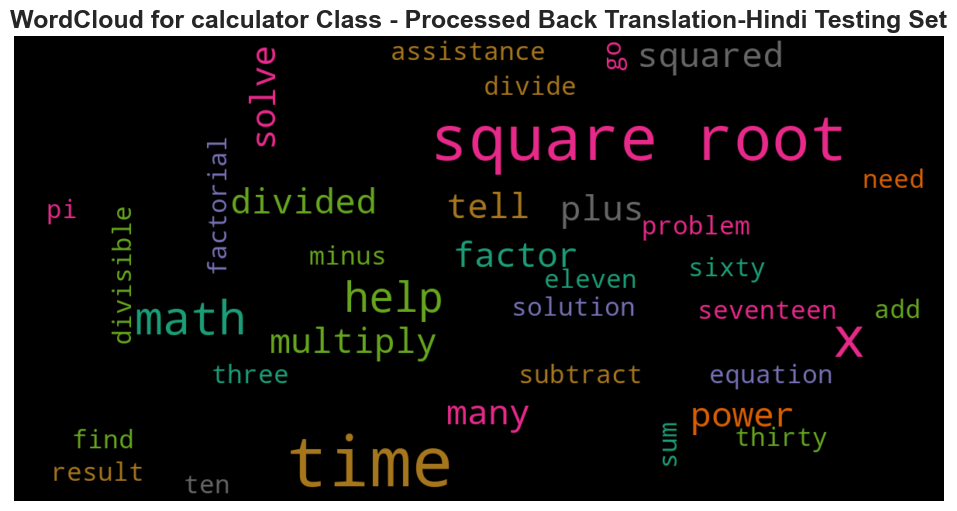 WordCloud for calculator Class - Processed Back Translation-Hindi Testing Set
assistance
go
squared
solve
divide
square root
factorial
need
pi
divided
tell
plus
divisible
problem
minus
factor
eleven
sixty
help
solution
seventeen
add
math
multiply
x
three
subtract
equation
many
power
sum
thirty
find
time
result
ten